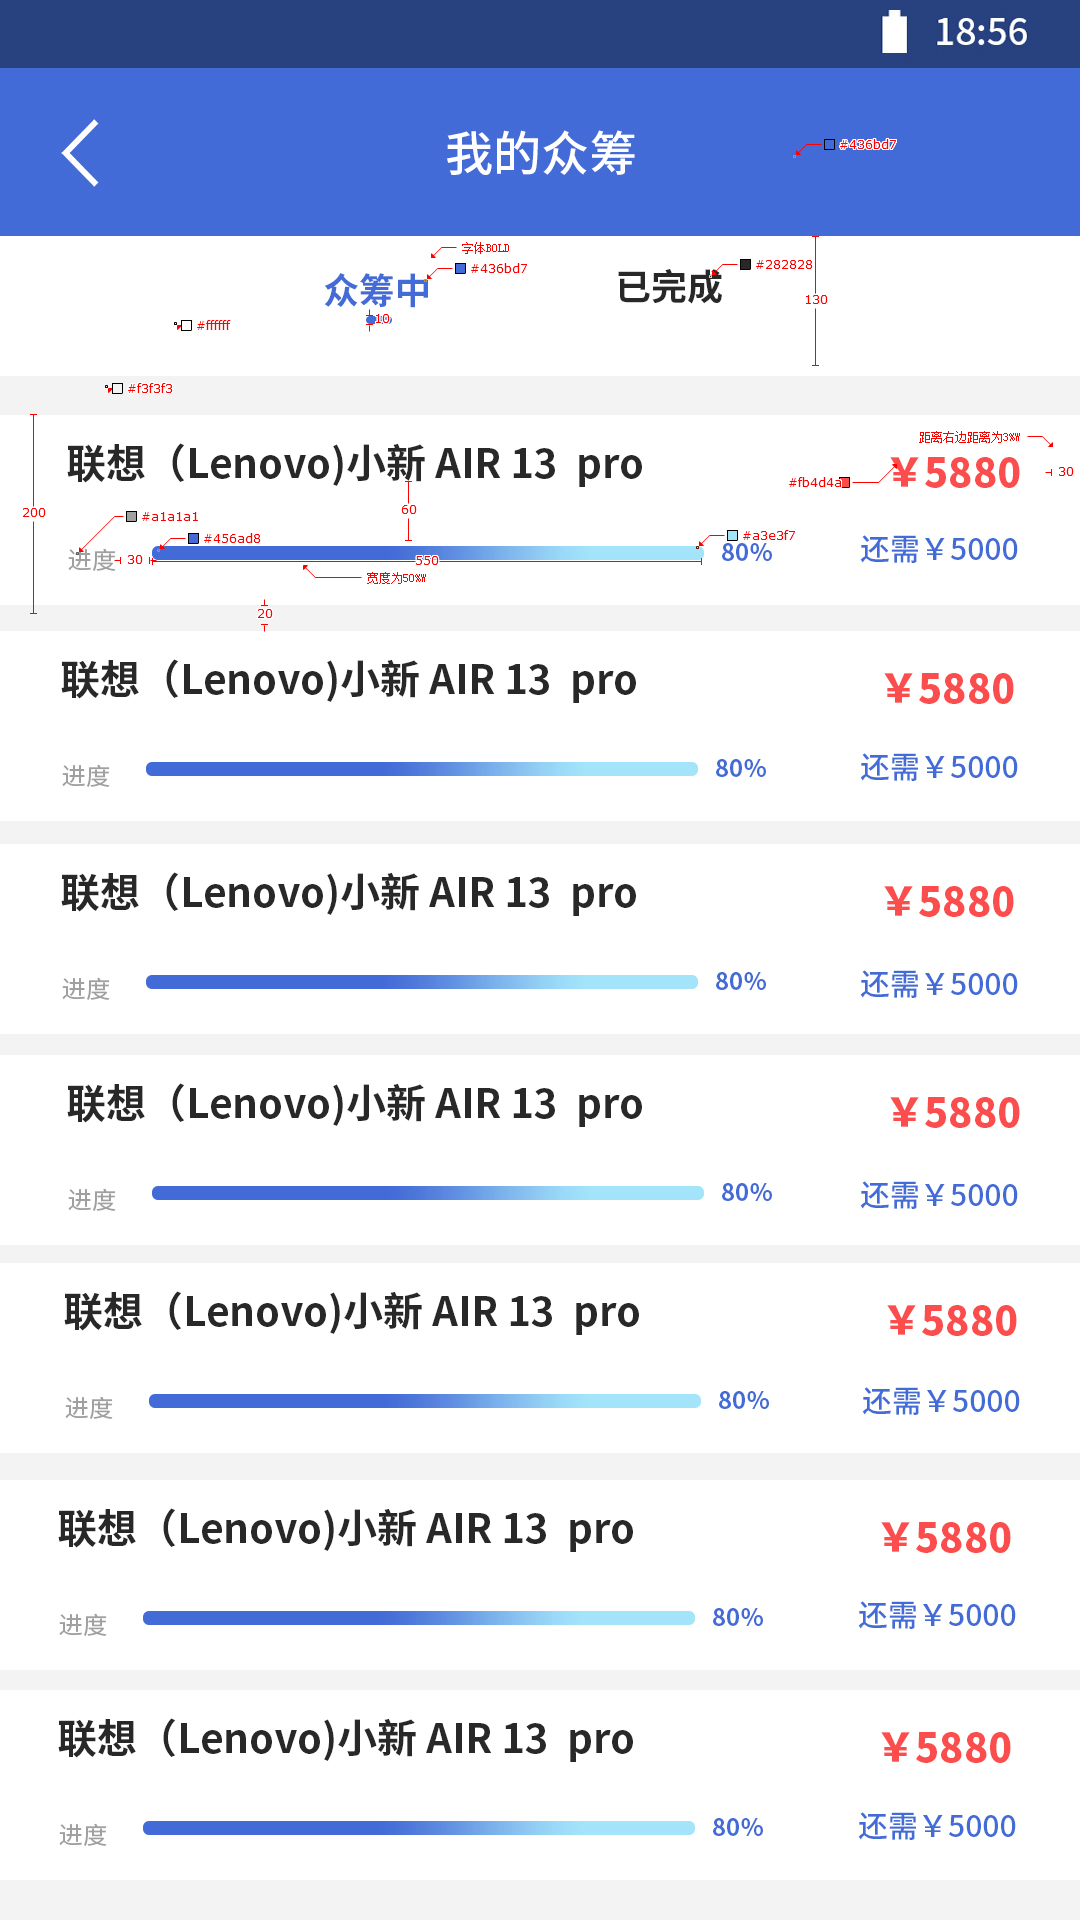 18:56
我的众筹
#436bd7
字体BOLD
#436bd7
#282828
众筹中
已完成
130
10
#ffffff
#f3f3f3
距离右边距离为3%W
联想（Lenovo)小新 AIR 13 pro
¥5880
30
#fb4d4a
200
60
#a1a1a1
#456ad8
#a3e3f7
进度
30
550
80%
还需¥5000
宽度为50%W
20
联想（Lenovo)小新 AIR 13 pro
¥5880
进度
80%
还需¥5000
联想（Lenovo)小新 AIR 13 pro
¥5880
进度
80%
还需¥5000
联想（Lenovo)小新 AIR 13 pro
¥5880
进度
80%
还需¥5000
联想（Lenovo)小新 AIR 13 pro
¥5880
进度
80%
还需¥5000
联想（Lenovo)小新 AIR 13 pro
¥5880
进度
80%
还需¥5000
联想（Lenovo)小新 AIR 13 pro
¥5880
进度
80%
还需¥5000